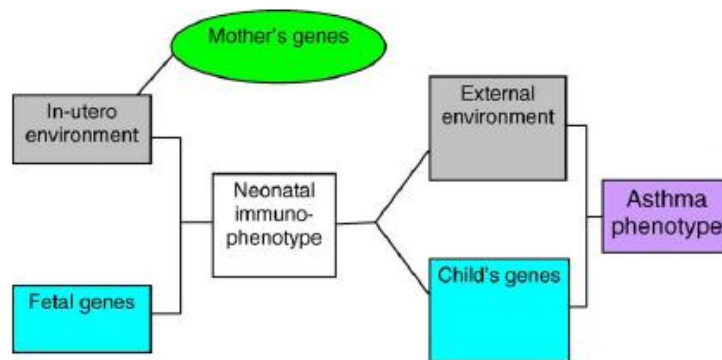 Mother's genes
In-utero
environment
External
environment
Neonatal
immuno-
phenotype
Asthma
phenotype
Fetal genes
Child's genes